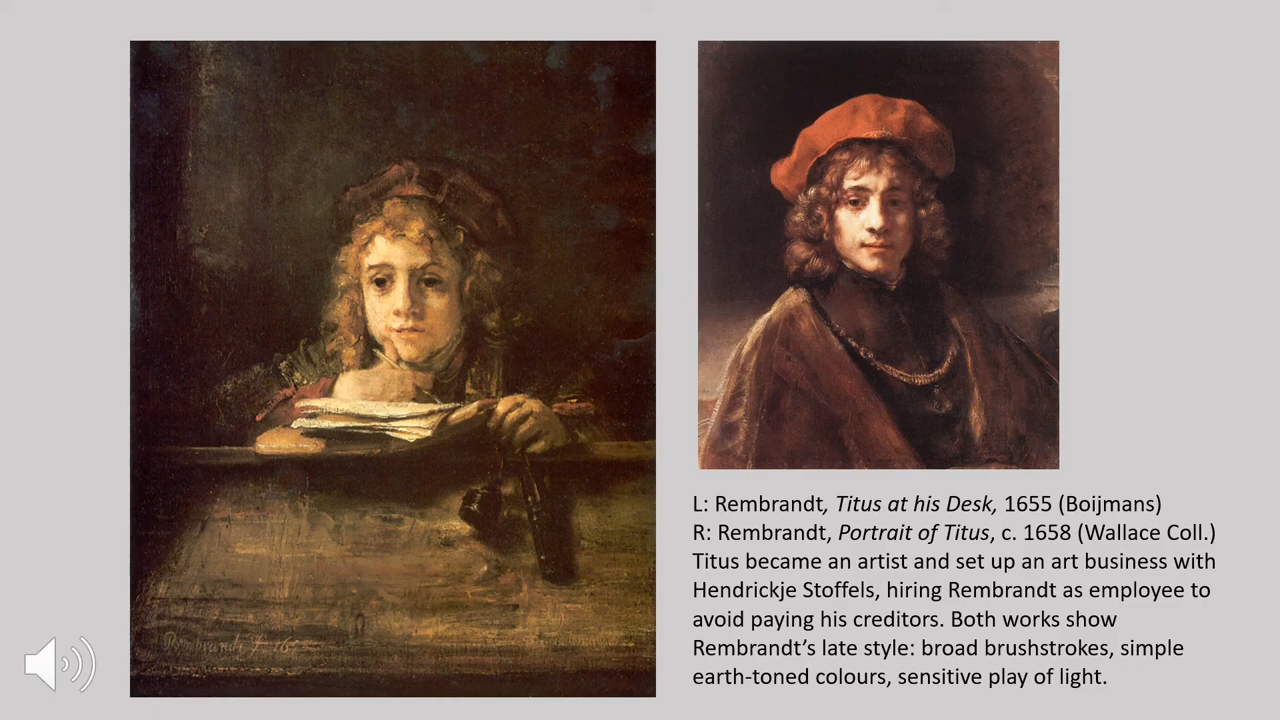 Rembrandt f. 165
L: Rembrandt, Titus at his Desk, 1655 (Boijmans)
R: Rembrandt, Portrait of Titus, c. 1658 (Wallace Coll.)
Titus became an artist and set up an art business with
Hendrickje Stoffels, hiring Rembrandt as employee to
avoid paying his creditors. Both works show
Rembrandt’s late style: broad brushstrokes, simple
earth-toned colours, sensitive play of light.